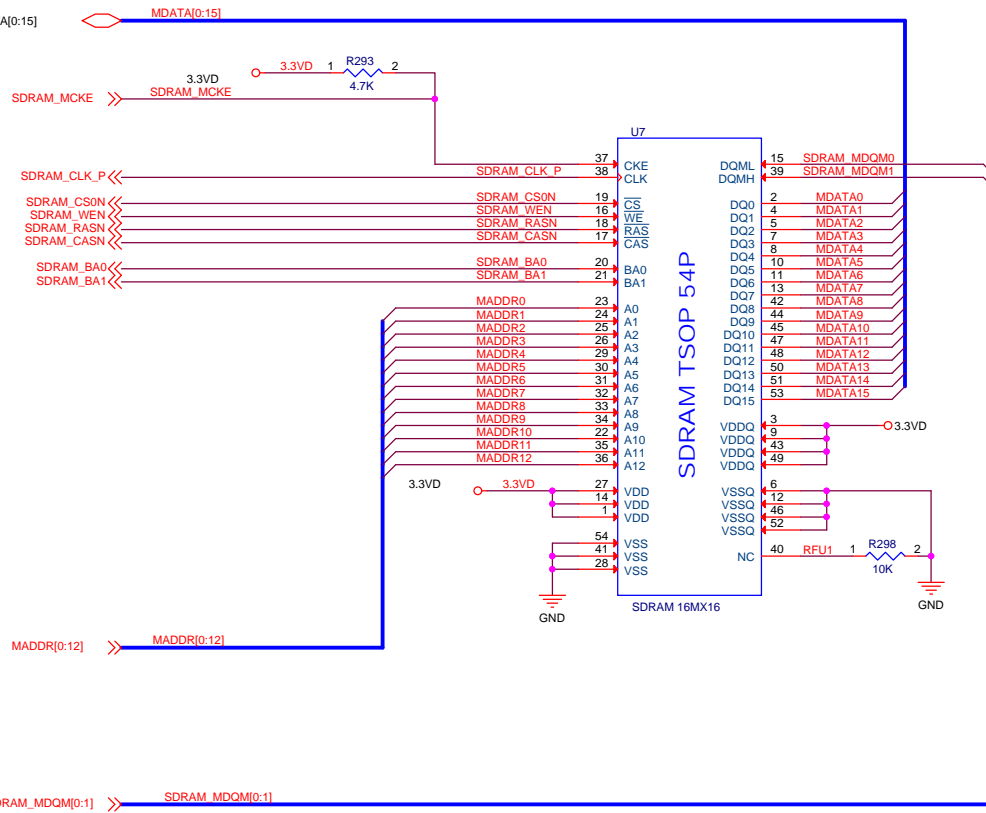 A[0:15]
MDATA[0:15]
3.3VD
3.3VD 1 R293 2
4.7K
SDRAM_MCKE
SDRAM_MCKE
U7
SDRAM_CLK_P
SDRAM_CLK_P
37 CKE
38 CLK
SDRAM_CS0N
SDRAM_CS0N 19 CS
SDRAM_WEN
SDRAM_WEN 16 WE
SDRAM_RASN
SDRAM_RASN 18 RAS
SDRAM_CASN
SDRAM_CASN 17 CAS
SDRAM_BA0
SDRAM_BA0 20 BA0
SDRAM_BA1
SDRAM_BA1 21 BA1
MADDR0 23 A0
MADDR1 24 A1
MADDR2 25 A2
MADDR3 26 A3
MADDR4 29 A4
MADDR5 30 A5
MADDR6 31 A6
MADDR7 32 A7
MADDR8 33 A8
MADDR9 34 A9
MADDR10 22 A10
MADDR11 35 A11
MADDR12 36 A12
3.3VD
3.3VD
27 VDD
14 VDD
1 VDD
54 VSS
41 VSS
28 VSS
GND
SDRAM TSOP 54P
DQML 15 SDRAM_MDQM0
DQMH 39 SDRAM_MDQM1
DQ0 2 MDATA0
DQ1 4 MDATA1
DQ2 5 MDATA2
DQ3 7 MDATA3
DQ4 8 MDATA4
DQ5 10 MDATA5
DQ6 11 MDATA6
DQ7 13 MDATA7
DQ8 42 MDATA8
DQ9 44 MDATA9
DQ10 45 MDATA10
DQ11 47 MDATA11
DQ12 48 MDATA12
DQ13 50 MDATA13
DQ14 51 MDATA14
DQ15 53 MDATA15
VDDQ 3
VDDQ 9
VDDQ 43
VDDQ 49
3.3VD
VSSQ 6
VSSQ 12
VSSQ 46
VSSQ 52
NC 40 RFU1 1 R298 2
10K
GND
SDRAM 16MX16
MADDR[0:12]
MADDR[0:12]
DRAM_MDQM[0:1]
SDRAM_MDQM[0:1]